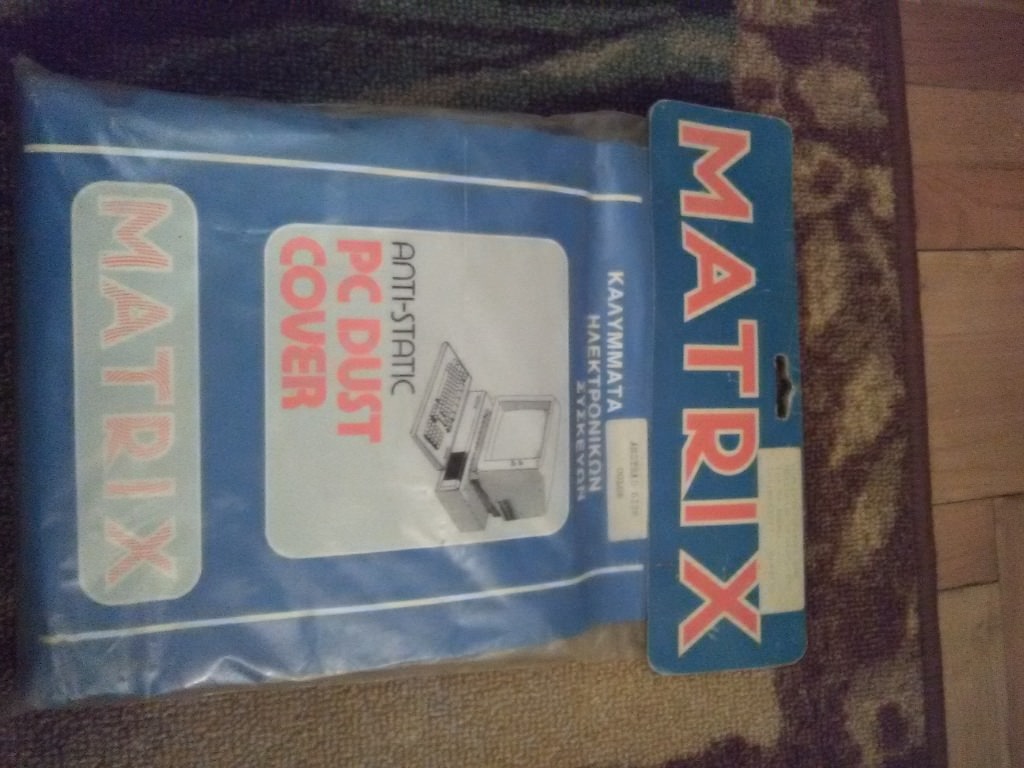 MATRIX
ΚΑΛΥΜΜΑΤΑ
ΗΛΕΚΤΡΟΝΙΚΩΝ
ΣΥΣΚΕΥΩΝ
ANTI-STATIC
PC DUST
COVER
MATRIX